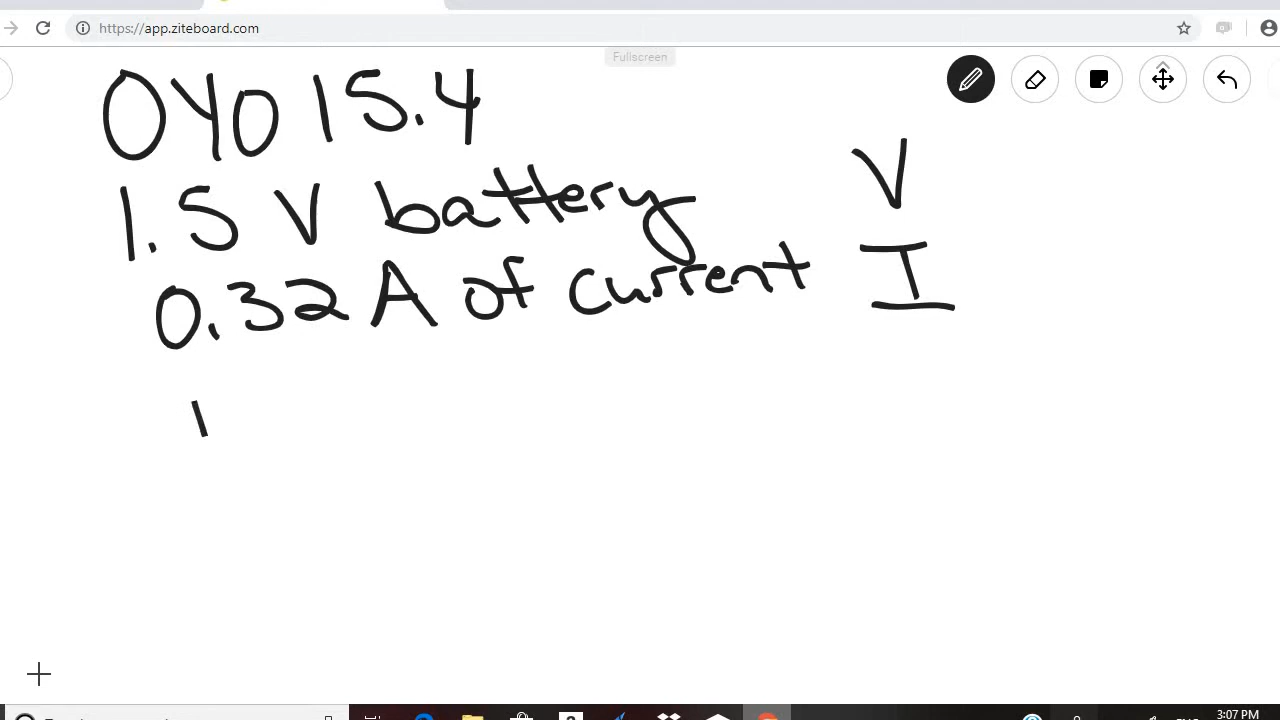 https://app.ziteboard.com
Fullscreen
OYO 15.4
1.5 V battery V
0.32 A of current I
3:07 PM